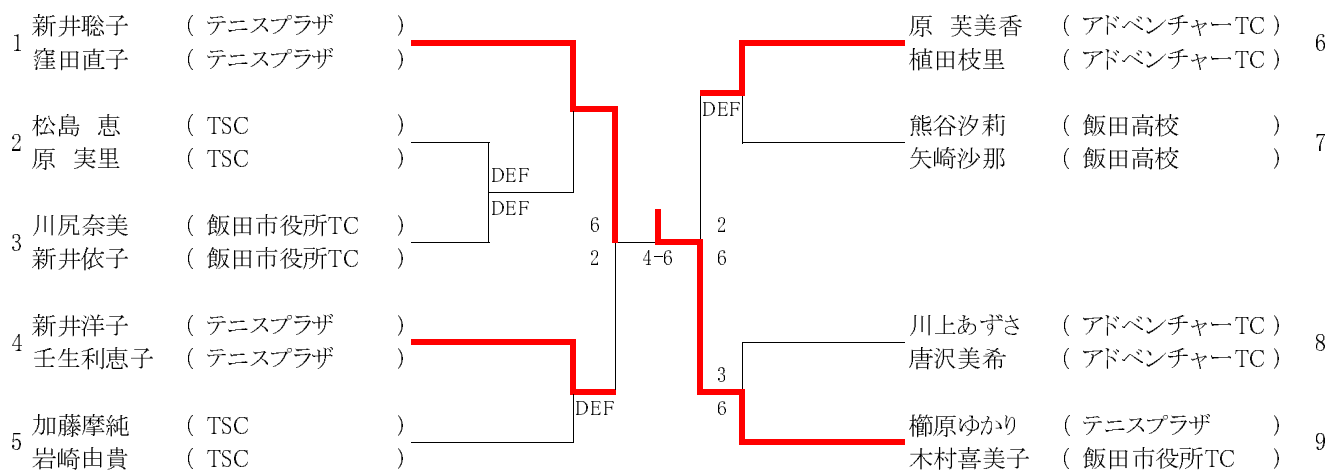 1 新井聡子 ( テニスプラザ )
窪田直子 ( テニスプラザ )
2 松島 恵 ( TSC )
原 実里 ( TSC )
DEF
DEF
3 川尻奈美 ( 飯田市役所TC )
新井依子 ( 飯田市役所TC )
6
2
4 新井洋子 ( テニスプラザ )
壬生利恵子 ( テニスプラザ )
DEF
5 加藤摩純 ( TSC )
岩崎由貴 ( TSC )
4-6
原 芙美香 ( アドベンチャーTC ) 6
植田枝里 ( アドベンチャーTC )
DEF
熊谷汐莉 ( 飯田高校 ) 7
矢崎沙那 ( 飯田高校 )
2
6
川上あずさ ( アドベンチャーTC ) 8
唐沢美希 ( アドベンチャーTC )
3
6
櫛原ゆかり ( テニスプラザ ) 9
木村喜美子 ( 飯田市役所TC )